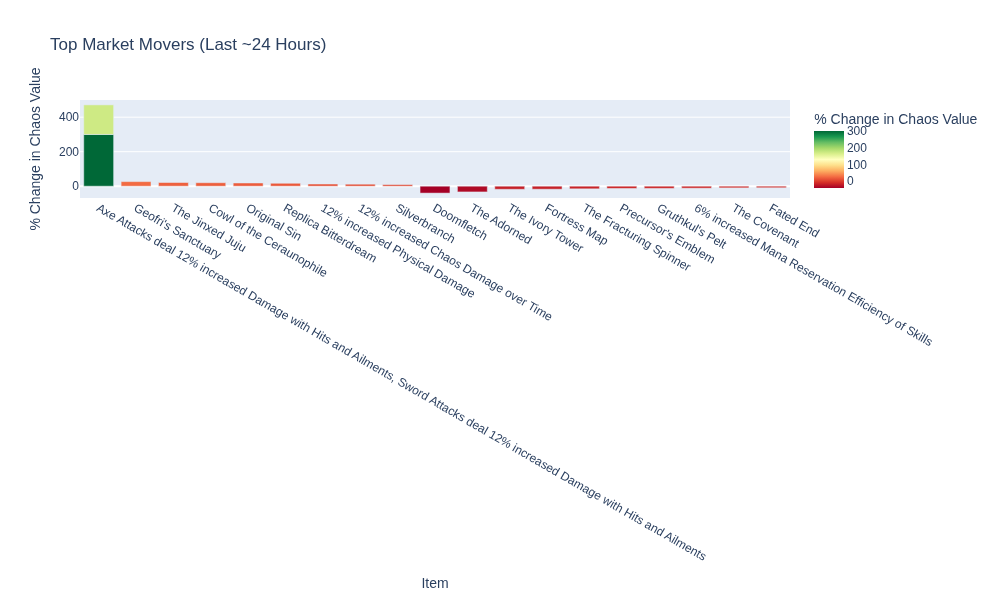 Top Market Movers (Last ~24 Hours)
% Change in Chaos Value
400
200
0
Axe Attacks deal 12% increased Damage with Hits and Ailments, Sword Attacks deal 12% increased Damage with Hits and Ailments
Geofri's Sanctuary
The Jinxed Juju
Cowl of the Ceraunophile
Original Sin
Replica Bitterdream
12% increased Physical Damage
12% increased Chaos Damage over Time
Silverbranch
Doomfletch
The Adorned
The Ivory Tower
Fortress Map
The Fracturing Spinner
Precursor's Emblem
Gruthkul's Pelt
6% increased Mana Reservation Efficiency of Skills
The Covenant
Fated End
Item
% Change in Chaos Value
300
200
100
0